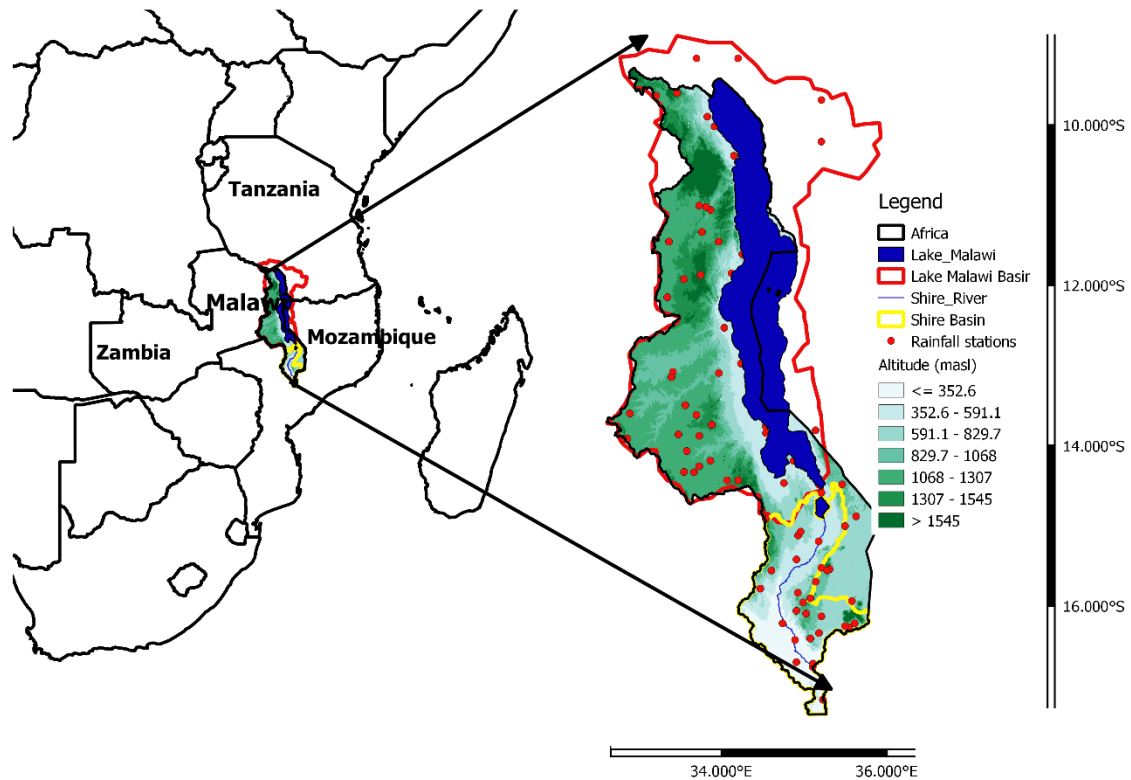 Tanzania
Malawi
Mozambique
Zambia
10.000°S
12.000°S
14.000°S
16.000°S
Legend
Africa
Lake_Malawi
Lake Malawi Basir
Shire_River
Shire Basin
Rainfall stations
Altitude (masl)
<= 352.6
352.6 - 591.1
591.1 - 829.7
829.7 - 1068
1068 - 1307
1307 - 1545
> 1545
34.000°E
36.000°E